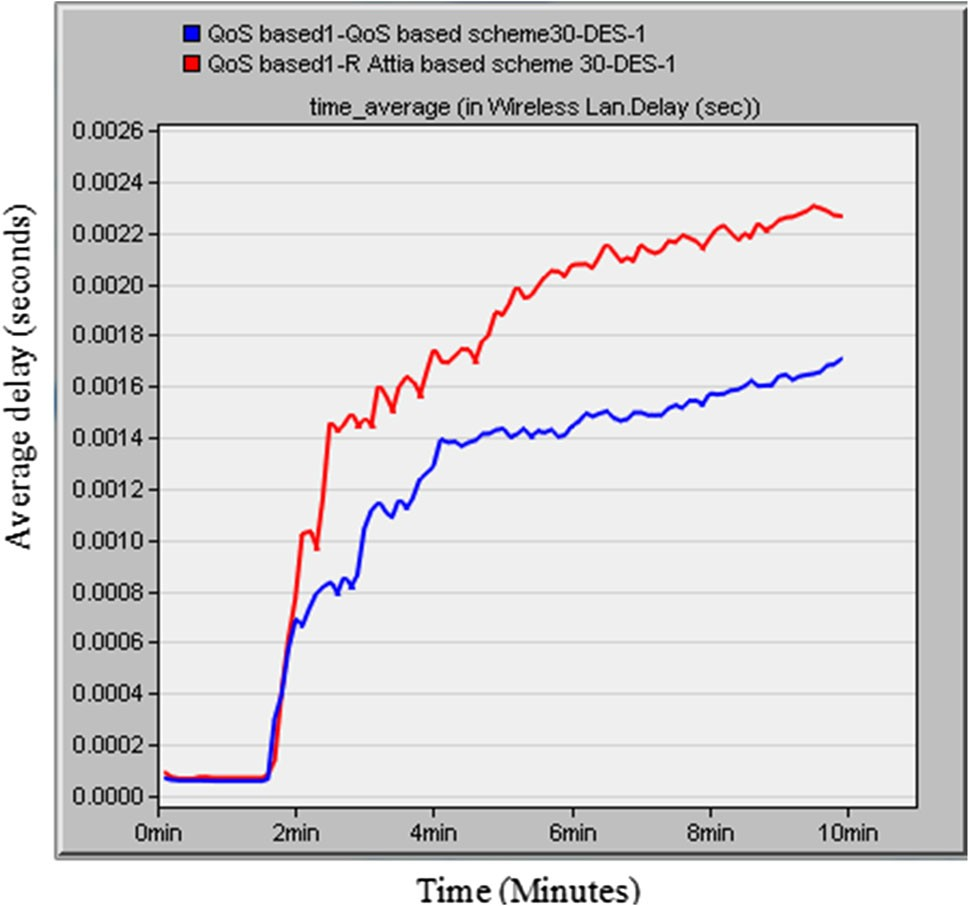 QoS based1-QoS based scheme30-DES-1
QoS based1-R Attia based scheme 30-DES-1
time_average (in Wireless Lan.Delay (sec))
0.0026
0.0024
0.0022
0.0020
0.0018
0.0016
0.0014
0.0012
0.0010
0.0008
0.0006
0.0004
0.0002
0.0000
0min 2min 4min 6min 8min 10min
Average delay (seconds)
Time (Minutes)